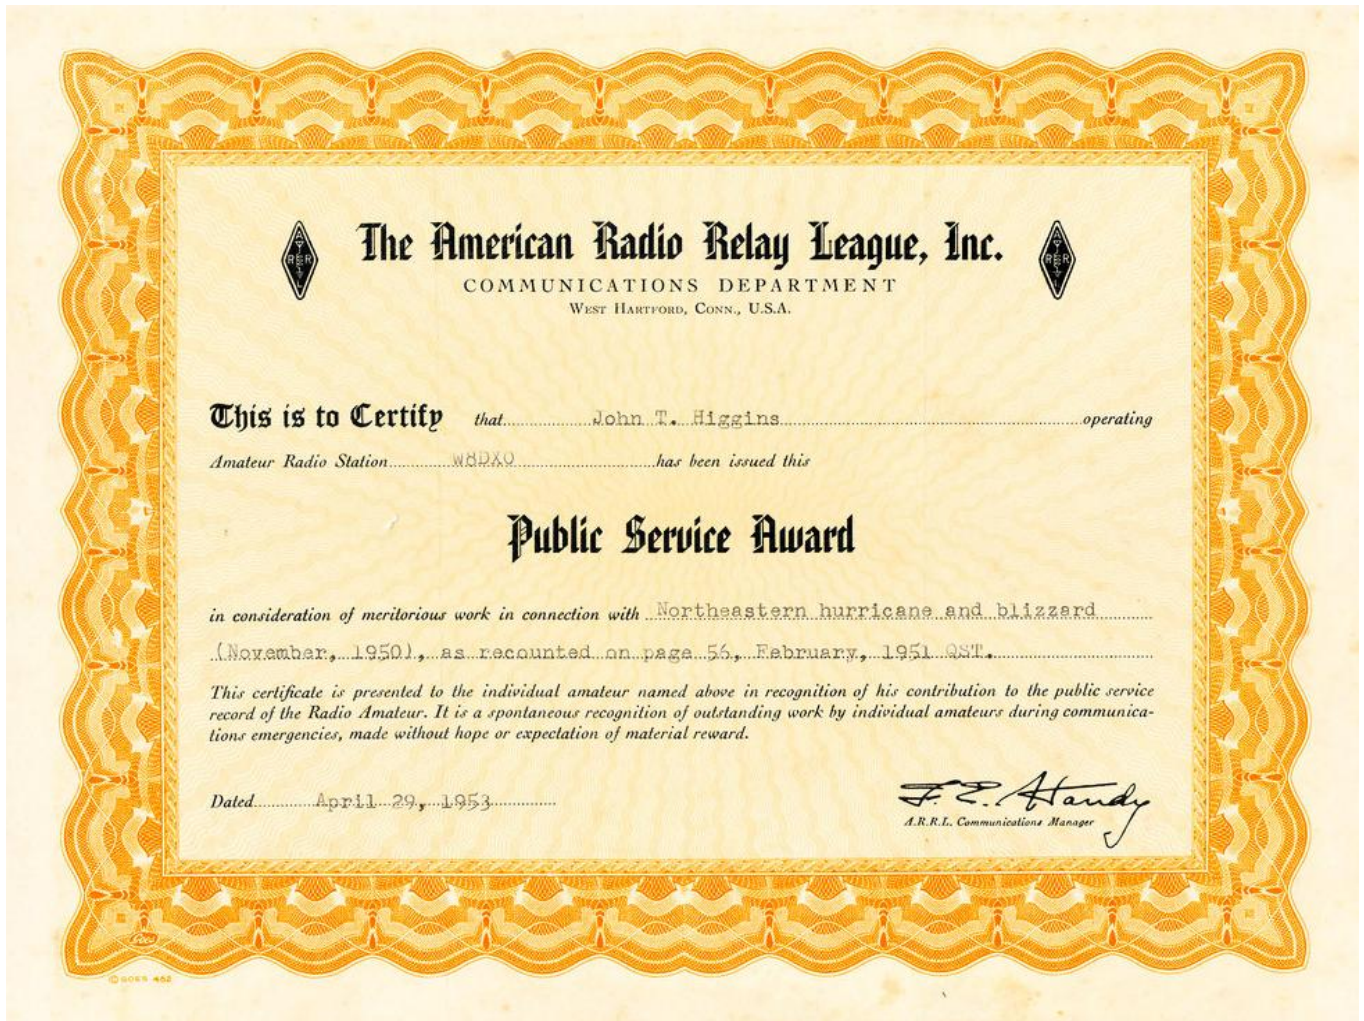 The American Radio Relay League, Inc.
COMMUNICATIONS DEPARTMENT
WEST HARTFORD, CONN., U.S.A.
This is to Certify that John T. Higgins operating
Amateur Radio Station W8DXO has been issued this
Public Service Award
in consideration of meritorious work in connection with Northeastern hurricane and blizzard
(November, 1950), as recounted on page 56, February, 1951 QST.
This certificate is presented to the individual amateur named above in recognition of his contribution to the public service
record of the Radio Amateur. It is a spontaneous recognition of outstanding work by individual amateurs during communica-
tions emergencies, made without hope or expectation of material reward.
Dated April 29, 1953
F. E. Handy
A.R.R.L. Communications Manager
Goes
© GOES 462